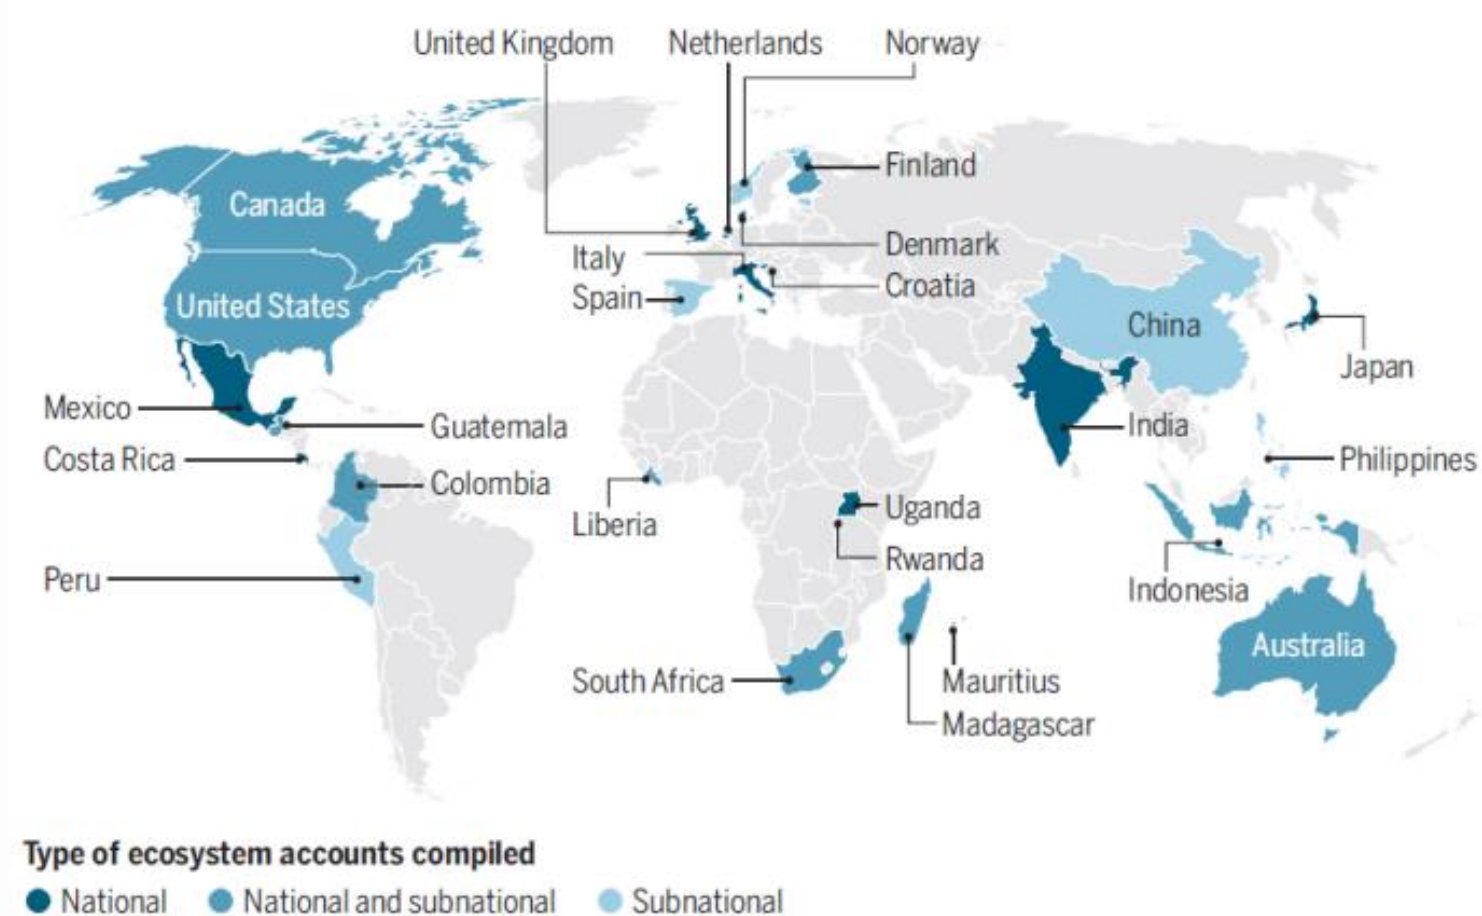 United Kingdom Netherlands Norway
Finland
Canada
Denmark
Italy
Croatia
Spain
United States
China
Japan
Mexico
Guatemala
India
Costa Rica
Philippines
Colombia
Uganda
Liberia
Rwanda
Peru
Indonesia
Australia
South Africa
Mauritius
Madagascar
Type of ecosystem accounts compiled
National National and subnational Subnational